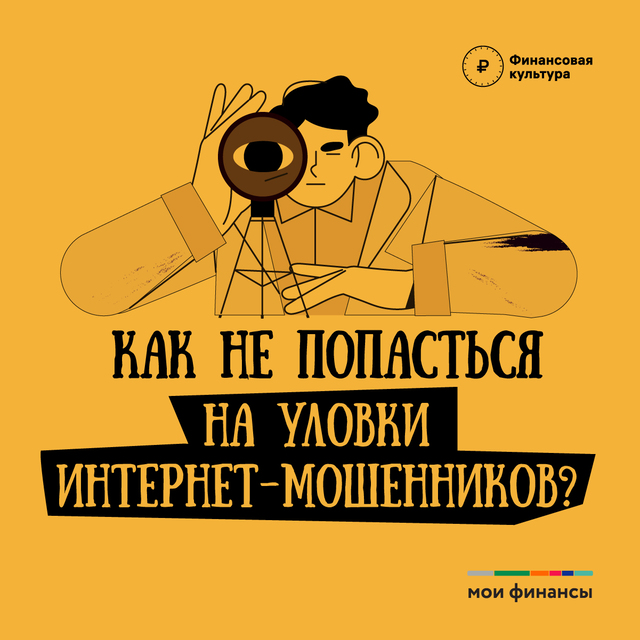 ₽
Финансовая
культура
КАК НЕ ПОПАСТЬСЯ
НА УЛОВКИ
ИНТЕРНЕТ-МОШЕННИКОВ?
мои финансы